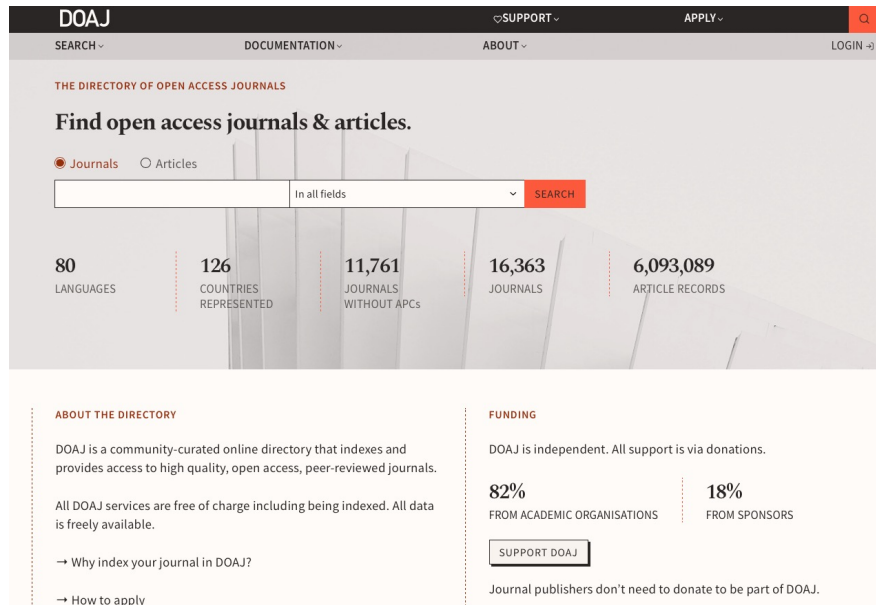 DOAJ
♡SUPPORT
APPLY
SEARCH
DOCUMENTATION
ABOUT
LOGIN
THE DIRECTORY OF OPEN ACCESS JOURNALS
Find open access journals & articles.
Journals
Articles
In all fields
SEARCH
80
LANGUAGES
126
COUNTRIES
REPRESENTED
11,761
JOURNALS
WITHOUT APCs
16,363
JOURNALS
6,093,089
ARTICLE RECORDS
ABOUT THE DIRECTORY
DOAJ is a community-curated online directory that indexes and
provides access to high quality, open access, peer-reviewed journals.
All DOAJ services are free of charge including being indexed. All data
is freely available.
→ Why index your journal in DOAJ?
→ How to apply
FUNDING
DOAJ is independent. All support is via donations.
82%
FROM ACADEMIC ORGANISATIONS
18%
FROM SPONSORS
SUPPORT DOAJ
Journal publishers don't need to donate to be part of DOAJ.